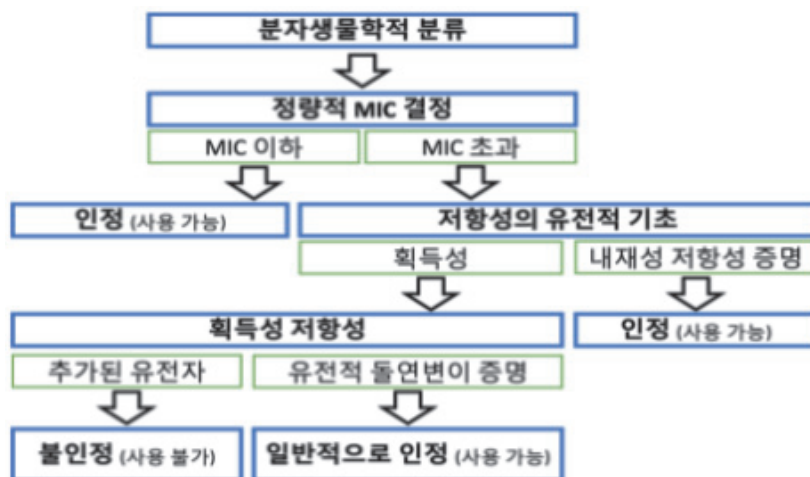 분자생물학적 분류
정량적 MIC 결정
MIC 이하 MIC 초과
인정 (사용 가능) 저항성의 유전적 기초
획득성 내재성 저항성 증명
획득성 저항성 인정 (사용 가능)
추가된 유전자 유전적 돌연변이 증명
불인정 (사용 불가) 일반적으로 인정 (사용 가능)